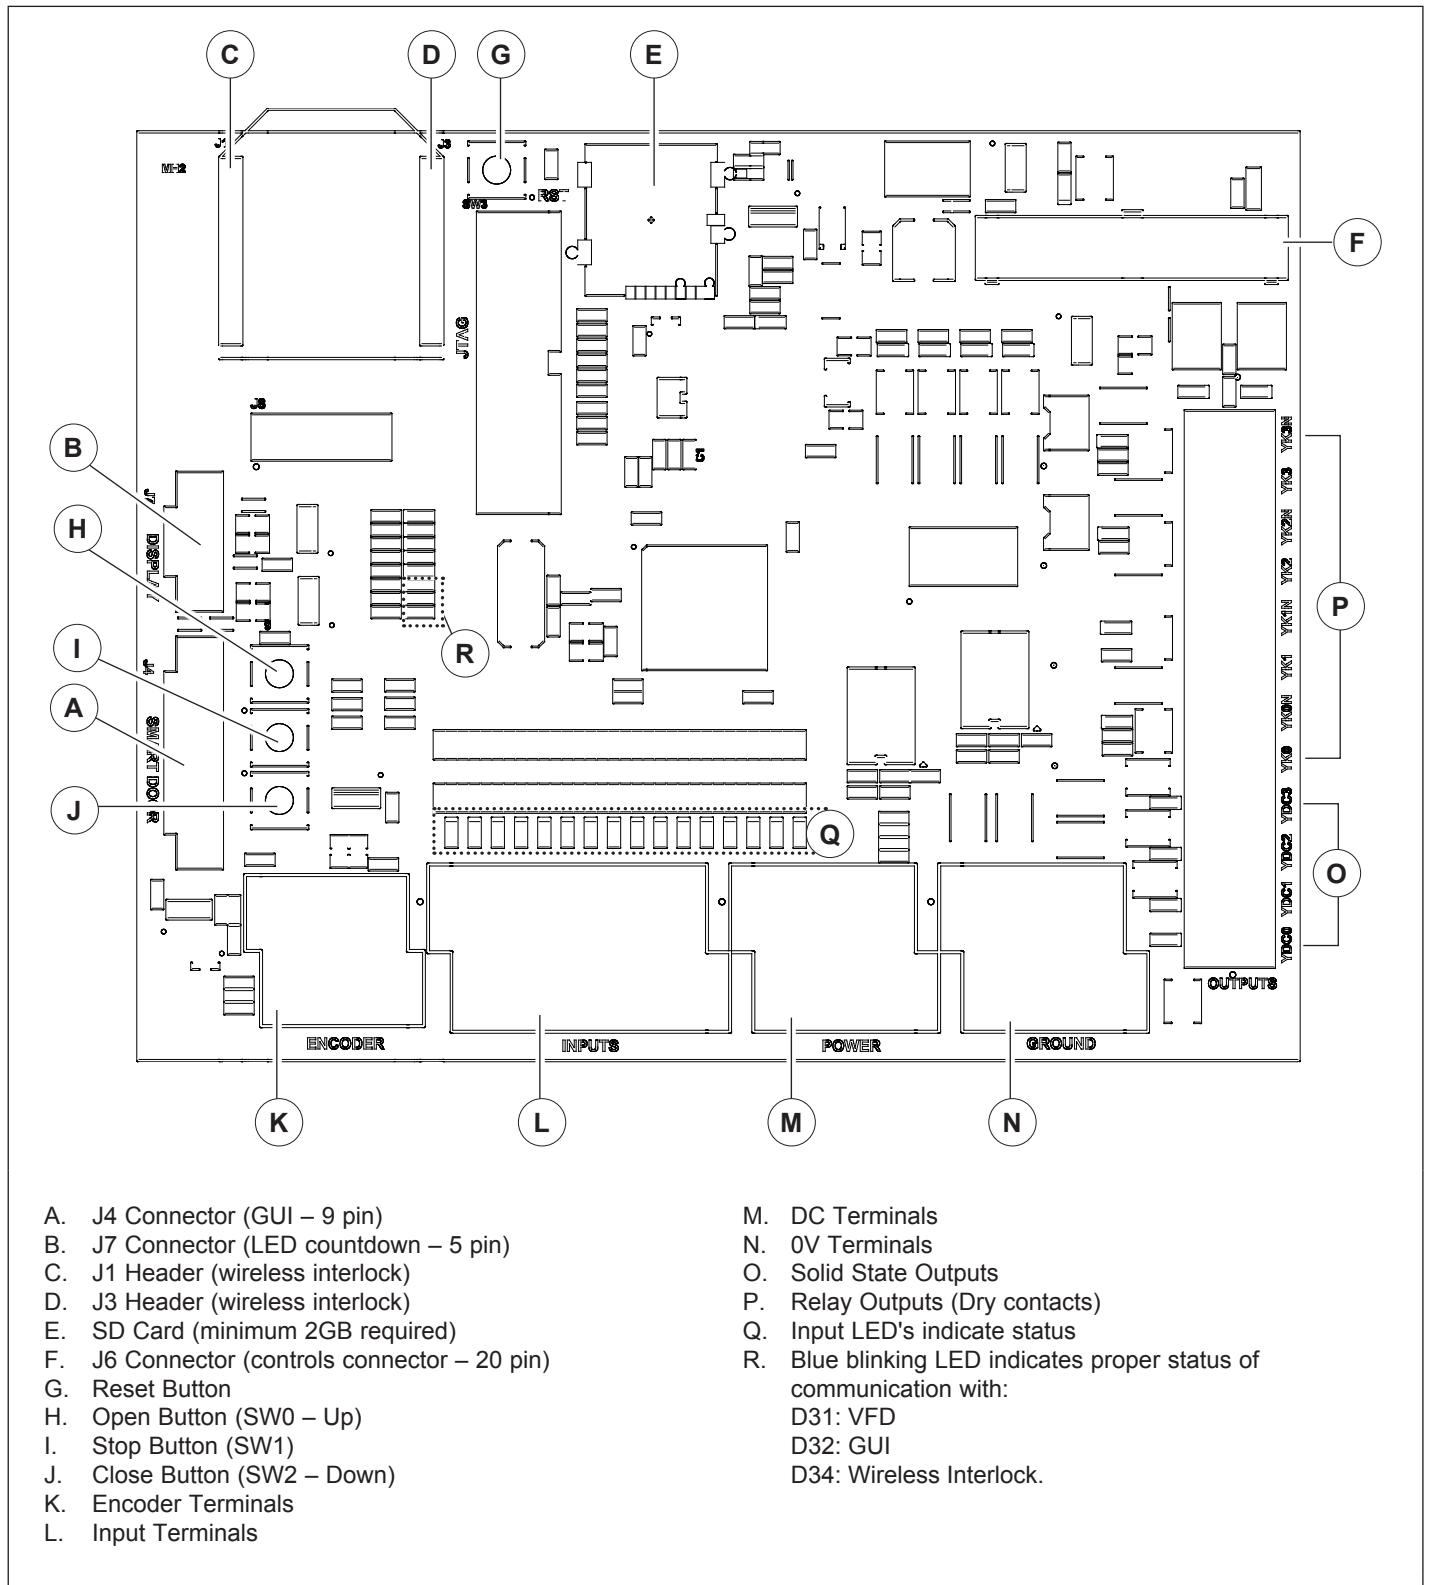 C
D
G
E
J1
J3
M-I2
RST
SW3
F
JTAG
J8
C1
B
J7
DISPLAY
H
R
I
J4
A
SMART DOOR
J
Q
YK3N
YK3
YK2N
YK2
YK1N
YK1
YK0N
YK0
P
YDC3
YDC2
YDC1
YDC0
O
OUTPUTS
ENCODER
INPUTS
POWER
GROUND
K
L
M
N
A. J4 Connector (GUI – 9 pin)
B. J7 Connector (LED countdown – 5 pin)
C. J1 Header (wireless interlock)
D. J3 Header (wireless interlock)
E. SD Card (minimum 2GB required)
F. J6 Connector (controls connector – 20 pin)
G. Reset Button
H. Open Button (SW0 – Up)
I. Stop Button (SW1)
J. Close Button (SW2 – Down)
K. Encoder Terminals
L. Input Terminals
M. DC Terminals
N. 0V Terminals
O. Solid State Outputs
P. Relay Outputs (Dry contacts)
Q. Input LED's indicate status
R. Blue blinking LED indicates proper status of
communication with:
D31: VFD
D32: GUI
D34: Wireless Interlock.